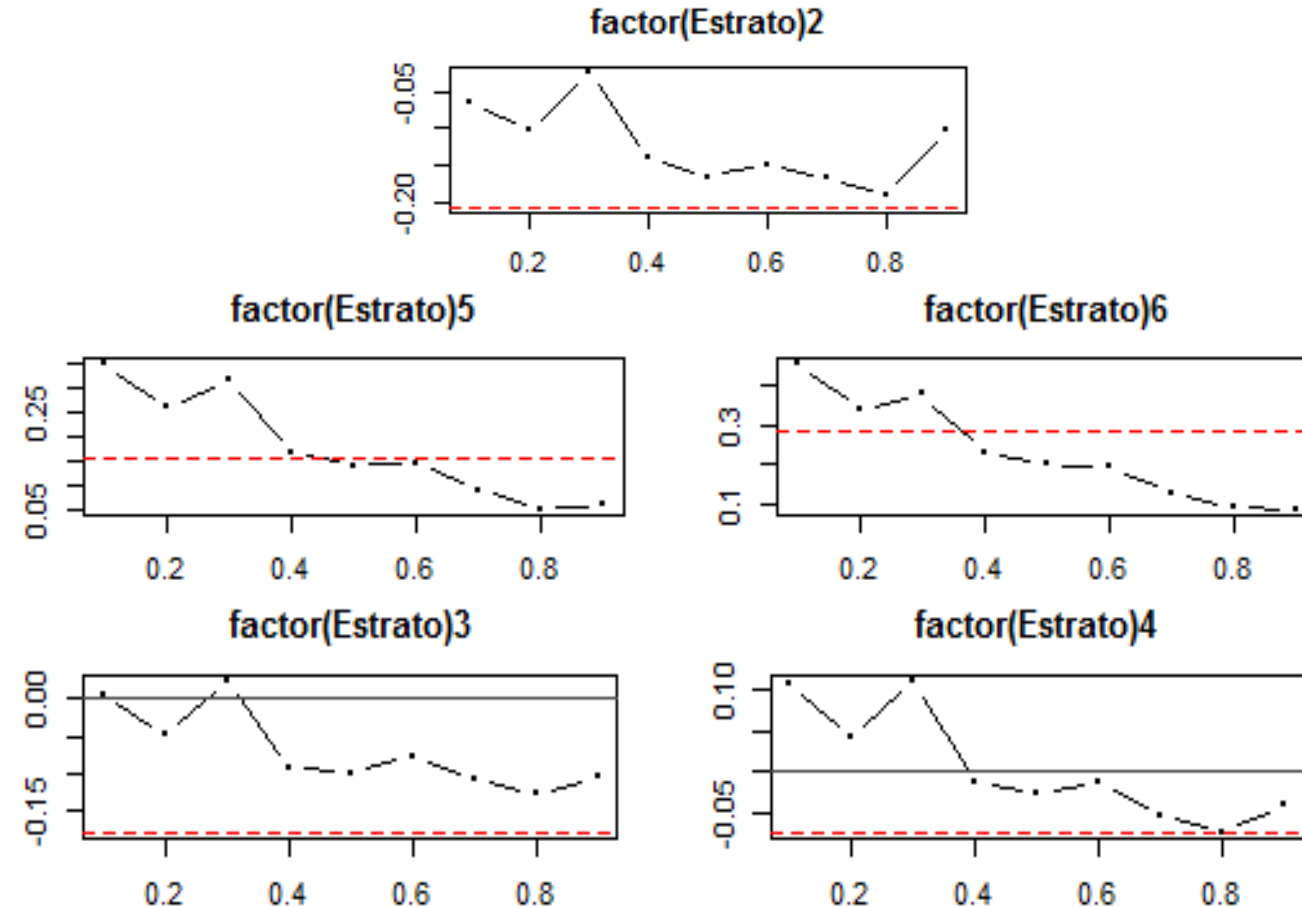 factor(Estrato)2
-0.05
-0.20
0.2 0.4 0.6 0.8
factor(Estrato)5
factor(Estrato)6
0.25
0.05
0.3
0.1
0.2 0.4 0.6 0.8
0.2 0.4 0.6 0.8
factor(Estrato)3
factor(Estrato)4
0.00
-0.15
0.10
-0.05
0.2 0.4 0.6 0.8
0.2 0.4 0.6 0.8